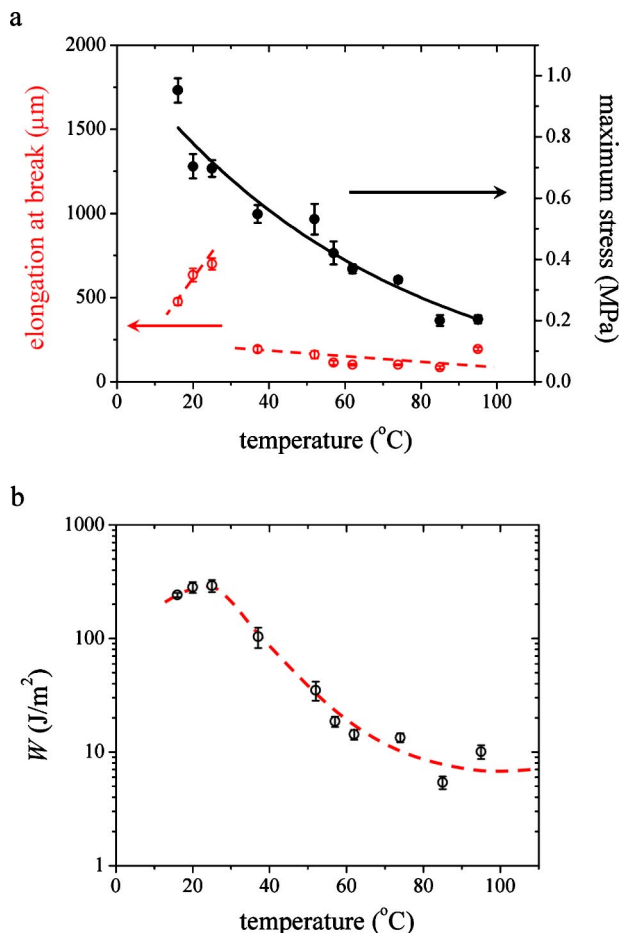 a
2000
1500
1000
500
0
elongation at break (μm)
1.0
0.8
0.6
0.4
0.2
0.0
maximum stress (MPa)
0 20 40 60 80 100
temperature (°C)
b
1000
100
10
1
W (J/m²)
0 20 40 60 80 100
temperature (°C)